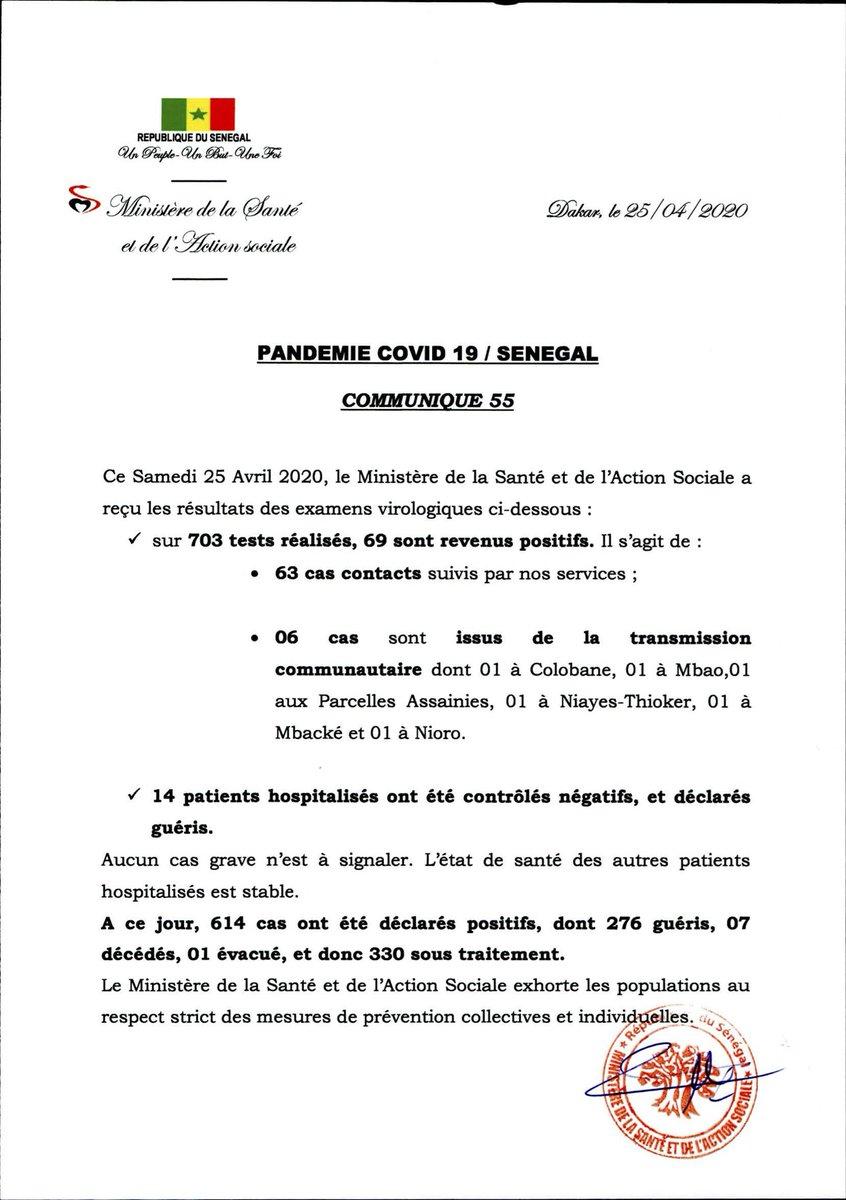 REPUBLIQUE DU SENEGAL
Un Peuple-Un But-Une Foi
Ministère de la Santé
et de l'Action sociale
Dakar, le 25/04/2020
PANDEMIE COVID 19 / SENEGAL
COMMUNIQUE 55
Ce Samedi 25 Avril 2020, le Ministère de la Santé et de l'Action Sociale a
reçu les résultats des examens virologiques ci-dessous :
✓ sur 703 tests réalisés, 69 sont revenus positifs. Il s'agit de :
• 63 cas contacts suivis par nos services ;
• 06 cas sont issus de la transmission
communautaire dont 01 à Colobane, 01 à Mbao,01
aux Parcelles Assainies, 01 à Niayes-Thioker, 01 à
Mbacké et 01 à Nioro.
✓ 14 patients hospitalisés ont été contrôlés négatifs, et déclarés
guéris.
Aucun cas grave n'est à signaler. L'état de santé des autres patients
hospitalisés est stable.
A ce jour, 614 cas ont été déclarés positifs, dont 276 guéris, 07
décédés, 01 évacué, et donc 330 sous traitement.
Le Ministère de la Santé et de l'Action Sociale exhorte les populations au
respect strict des mesures de prévention collectives et individuelles.
République du Sénégal
MINISTÈRE DE LA SANTÉ ET DE L'ACTION SOCIALE